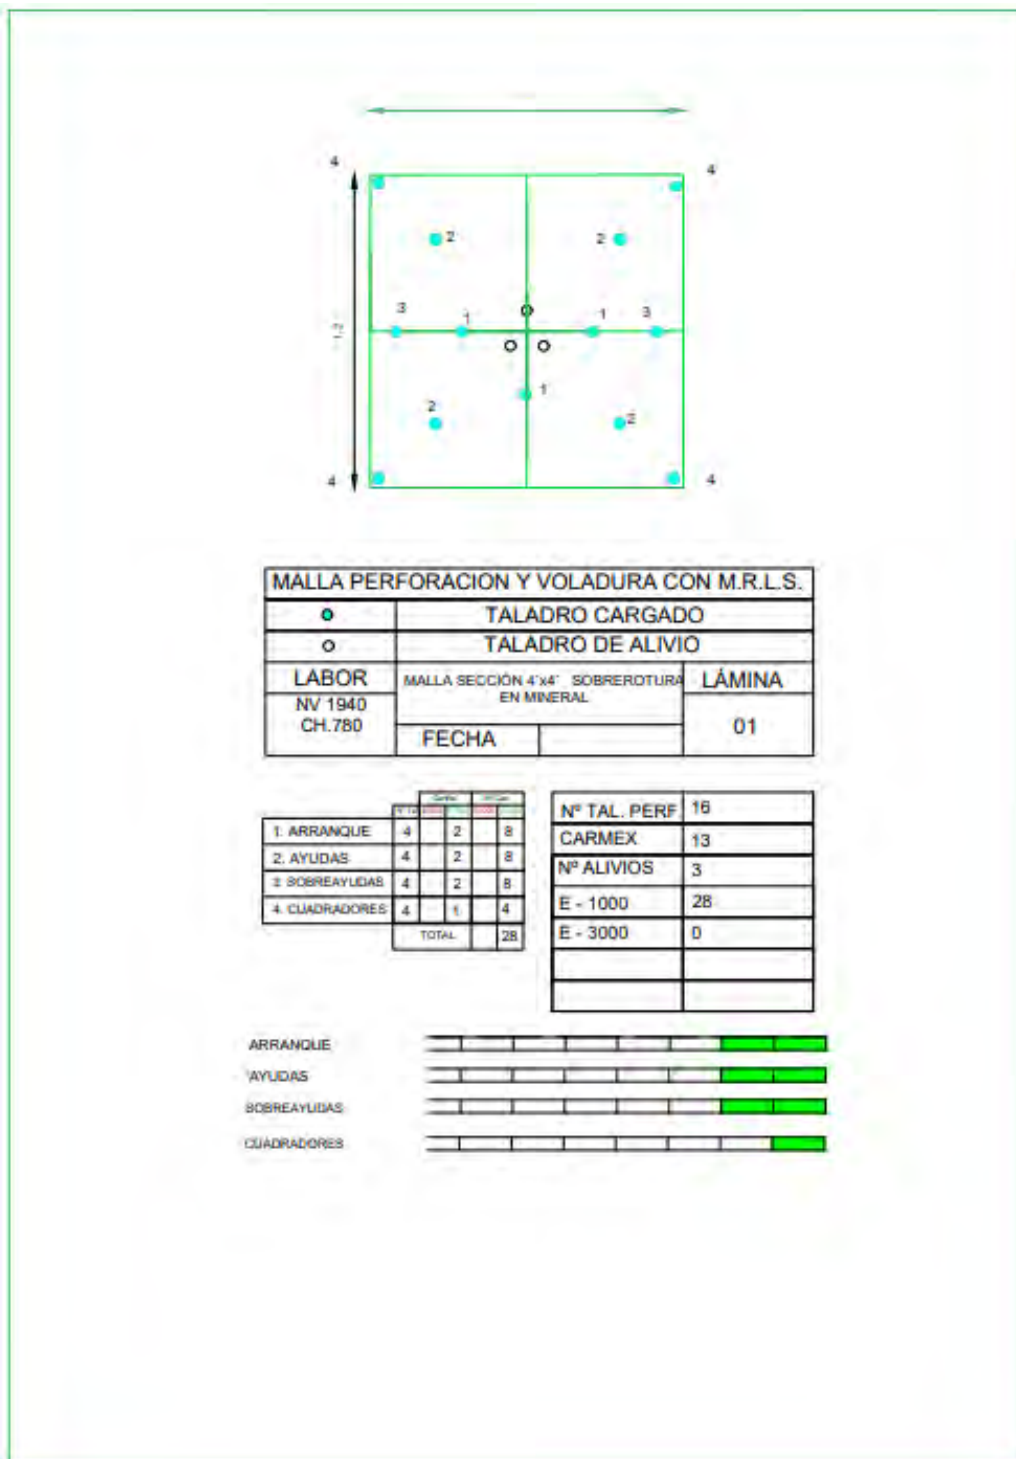 4 4
2 2
3 1 1 3
1
2 2
4 4
MALLA PERFORACION Y VOLADURA CON M.R.L.S.
TALADRO CARGADO
TALADRO DE ALIVIO
LABOR
MALLA SECCIÓN 4´x4´ SOBREROTURA
EN MINERAL
LÁMINA
NV 1940
CH.780
01
FECHA
1. ARRANQUE 4 2 8
2. AYUDAS 4 2 8
3. SOBREAYUDAS 4 2 8
4. CUADRADORES 4 1 4
TOTAL 28
Nº TAL. PERF 16
CARMEX 13
Nº ALIVIOS 3
E - 1000 28
E - 3000 0
ARRANQUE
AYUDAS
SOBREAYUDAS
CUADRADORES